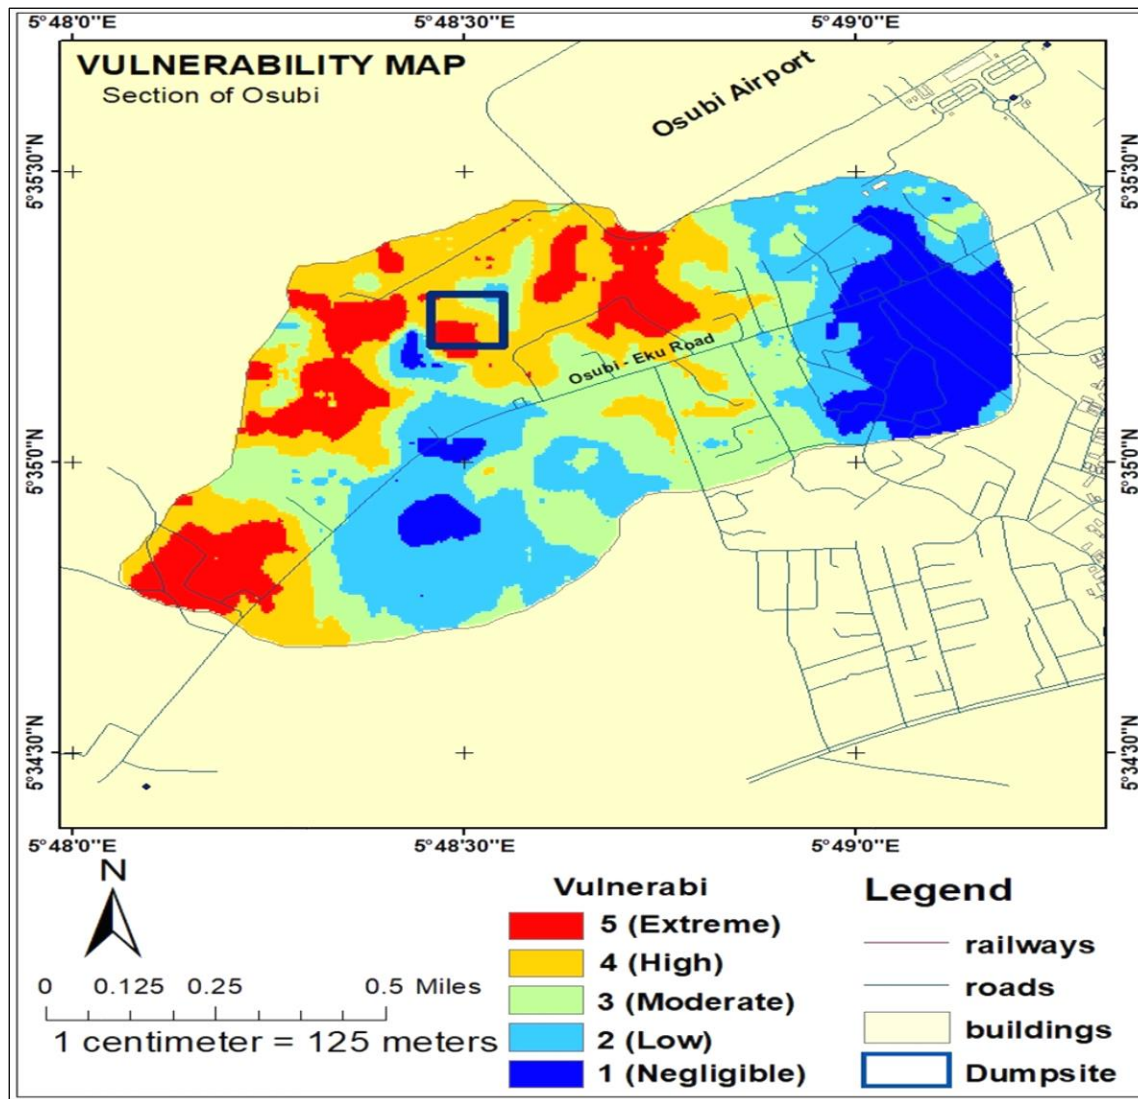 5°48'0"E 5°48'30"E 5°49'0"E
VULNERABILITY MAP
Section of Osubi
Osubi Airport
5°35'30"N 5°35'30"N
Osubi - Eku Road
5°35'0"N 5°35'0"N
5°34'30"N 5°34'30"N
5°48'0"E 5°48'30"E 5°49'0"E
N
0 0.125 0.25 0.5 Miles
1 centimeter = 125 meters
Vulnerabi
5 (Extreme)
4 (High)
3 (Moderate)
2 (Low)
1 (Negligible)
Legend
railways
roads
buildings
Dumpsite